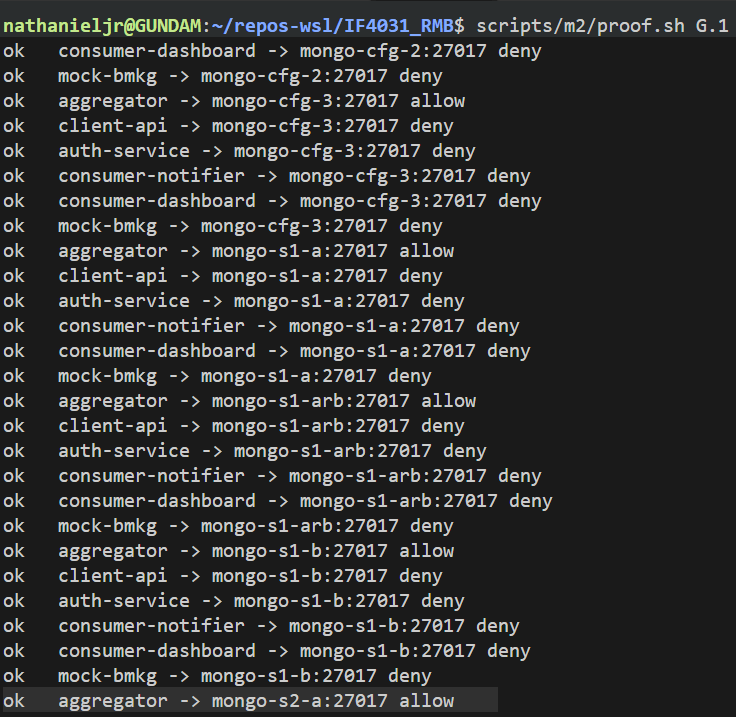 nathanieljr@GUNDAM:~/repos-wsl/IF4031_RMB$ scripts/m2/proof.sh G.1
ok   consumer-dashboard -> mongo-cfg-2:27017 deny
ok   mock-bmkg -> mongo-cfg-2:27017 deny
ok   aggregator -> mongo-cfg-3:27017 allow
ok   client-api -> mongo-cfg-3:27017 deny
ok   auth-service -> mongo-cfg-3:27017 deny
ok   consumer-notifier -> mongo-cfg-3:27017 deny
ok   consumer-dashboard -> mongo-cfg-3:27017 deny
ok   mock-bmkg -> mongo-cfg-3:27017 deny
ok   aggregator -> mongo-s1-a:27017 allow
ok   client-api -> mongo-s1-a:27017 deny
ok   auth-service -> mongo-s1-a:27017 deny
ok   consumer-notifier -> mongo-s1-a:27017 deny
ok   consumer-dashboard -> mongo-s1-a:27017 deny
ok   mock-bmkg -> mongo-s1-a:27017 deny
ok   aggregator -> mongo-s1-arb:27017 allow
ok   client-api -> mongo-s1-arb:27017 deny
ok   auth-service -> mongo-s1-arb:27017 deny
ok   consumer-notifier -> mongo-s1-arb:27017 deny
ok   consumer-dashboard -> mongo-s1-arb:27017 deny
ok   mock-bmkg -> mongo-s1-arb:27017 deny
ok   aggregator -> mongo-s1-b:27017 allow
ok   client-api -> mongo-s1-b:27017 deny
ok   auth-service -> mongo-s1-b:27017 deny
ok   consumer-notifier -> mongo-s1-b:27017 deny
ok   consumer-dashboard -> mongo-s1-b:27017 deny
ok   mock-bmkg -> mongo-s1-b:27017 deny
ok   aggregator -> mongo-s2-a:27017 allow